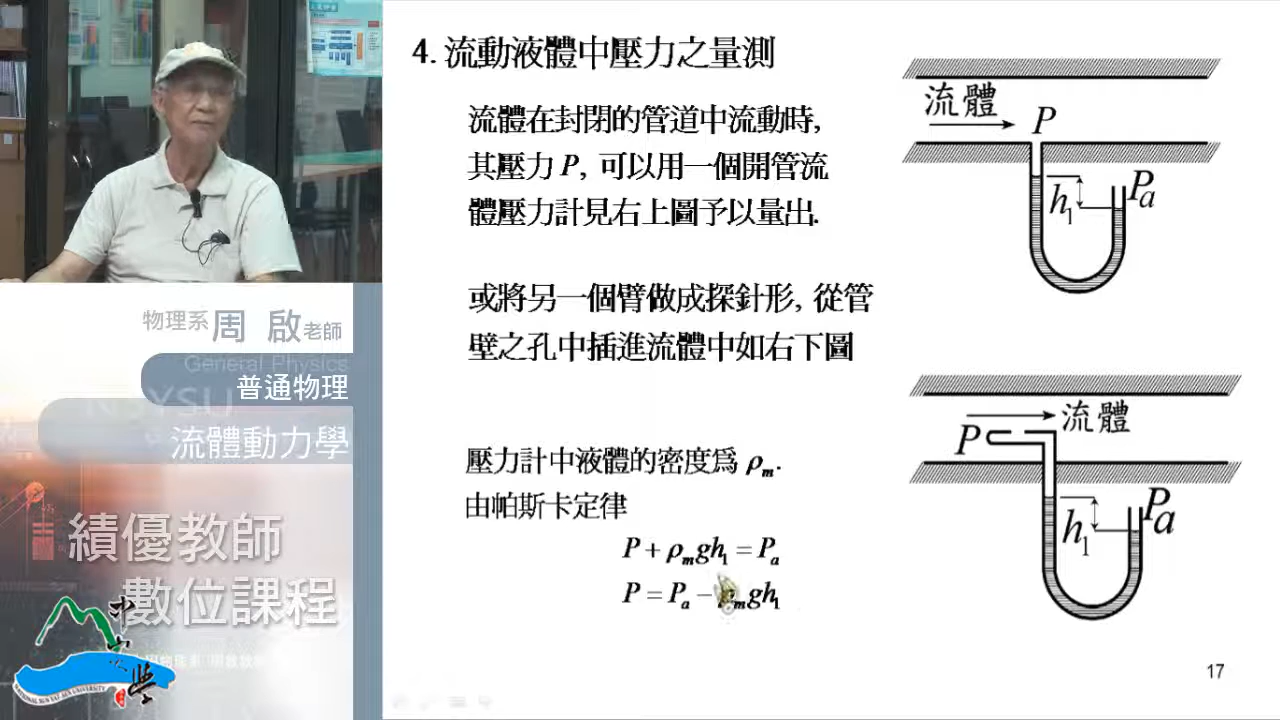 4. 流動液體中壓力之量測
流體在封閉的管道中流動時,
其壓力 P, 可以用一個開管流
體壓力計見右上圖予以量出.
或將另一個臂做成探針形, 從管
壁之孔中插進流體中如右下圖
壓力計中液體的密度爲 ρm.
由帕斯卡定律
P + ρmgh1 = Pa
P = Pa − ρmgh1
流體
P
h1
Pa
流體
P
h1
Pa
17
物理系 周 啟 老師
General Physics
普通物理
流體動力學
績優教師
數位課程